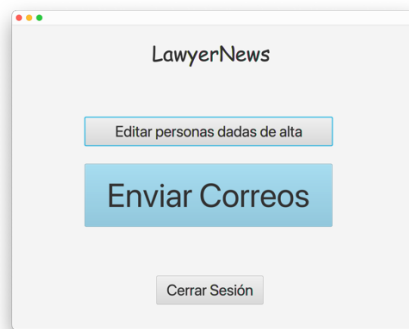 LawyerNews
Editar personas dadas de alta
Enviar Correos
Cerrar Sesión